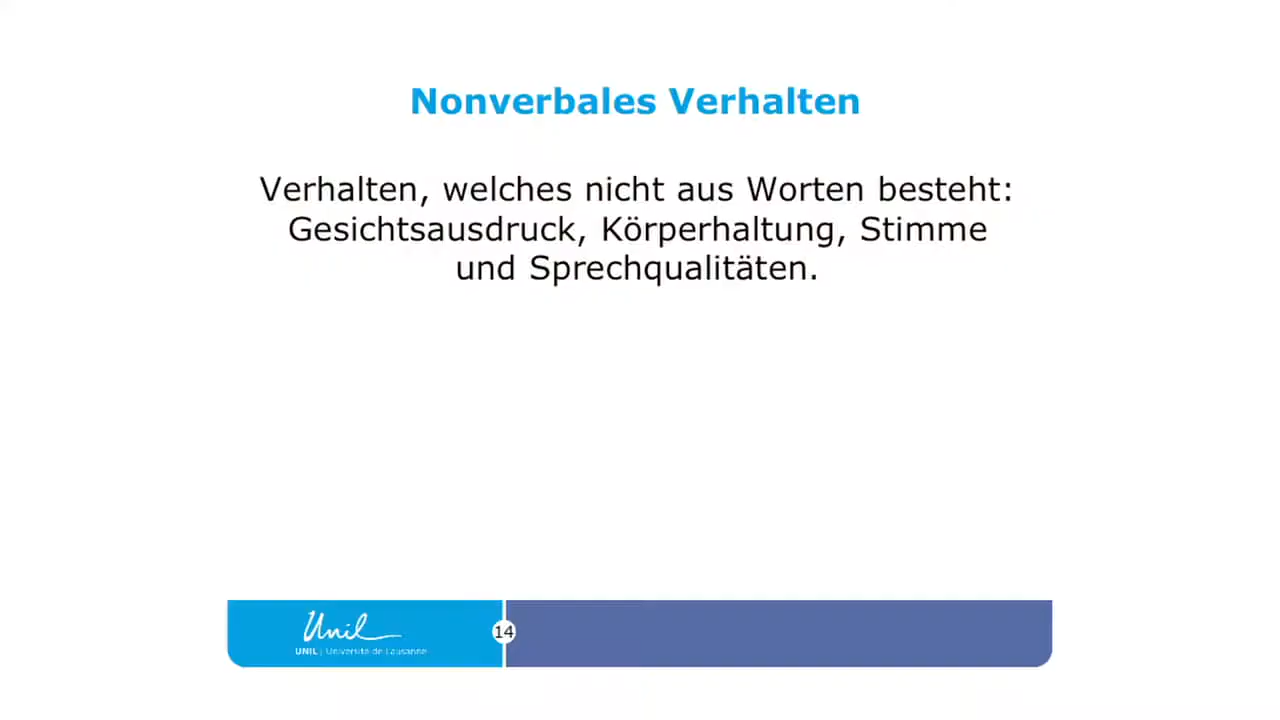 Nonverbales Verhalten
Verhalten, welches nicht aus Worten besteht:
Gesichtsausdruck, Körperhaltung, Stimme
und Sprechqualitäten.
Unil
14
UNIL | Université de Lausanne